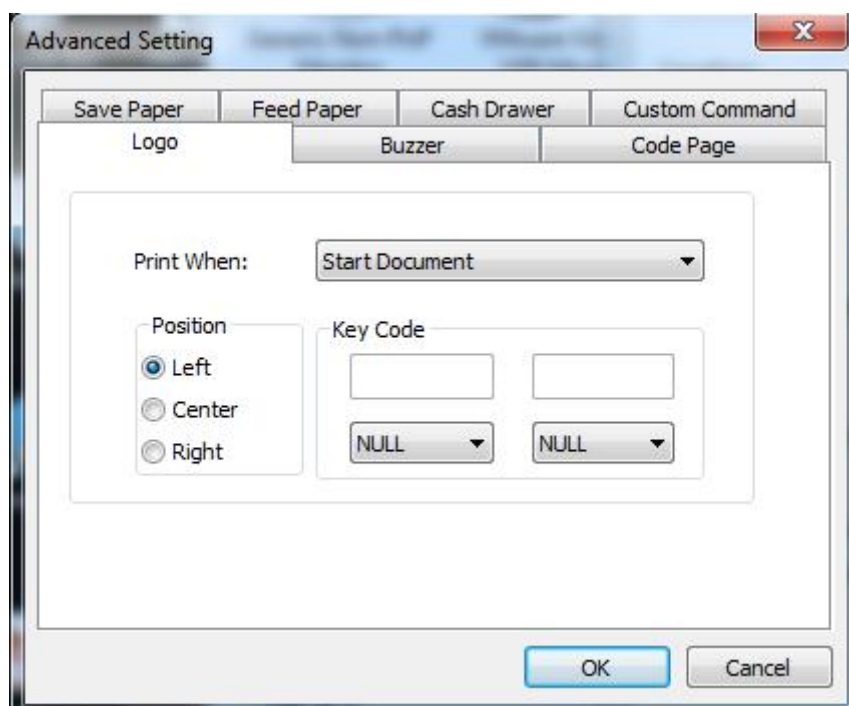 Advanced Setting
Save Paper Feed Paper Cash Drawer Custom Command
Logo Buzzer Code Page
Print When: Start Document
Position Key Code
Left
Center
Right NULL NULL
OK Cancel